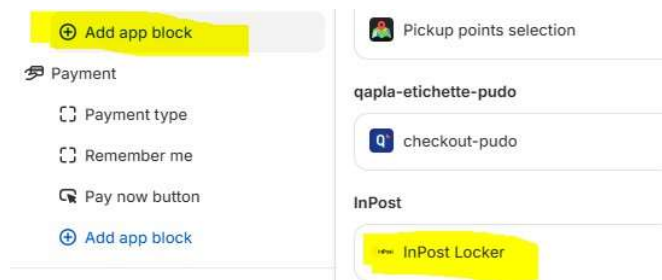 Add app block
Payment
Payment type
Remember me
Pay now button
Add app block
Pickup points selection
qapla-etichette-pudo
Q
checkout-pudo
InPost
InPost Locker